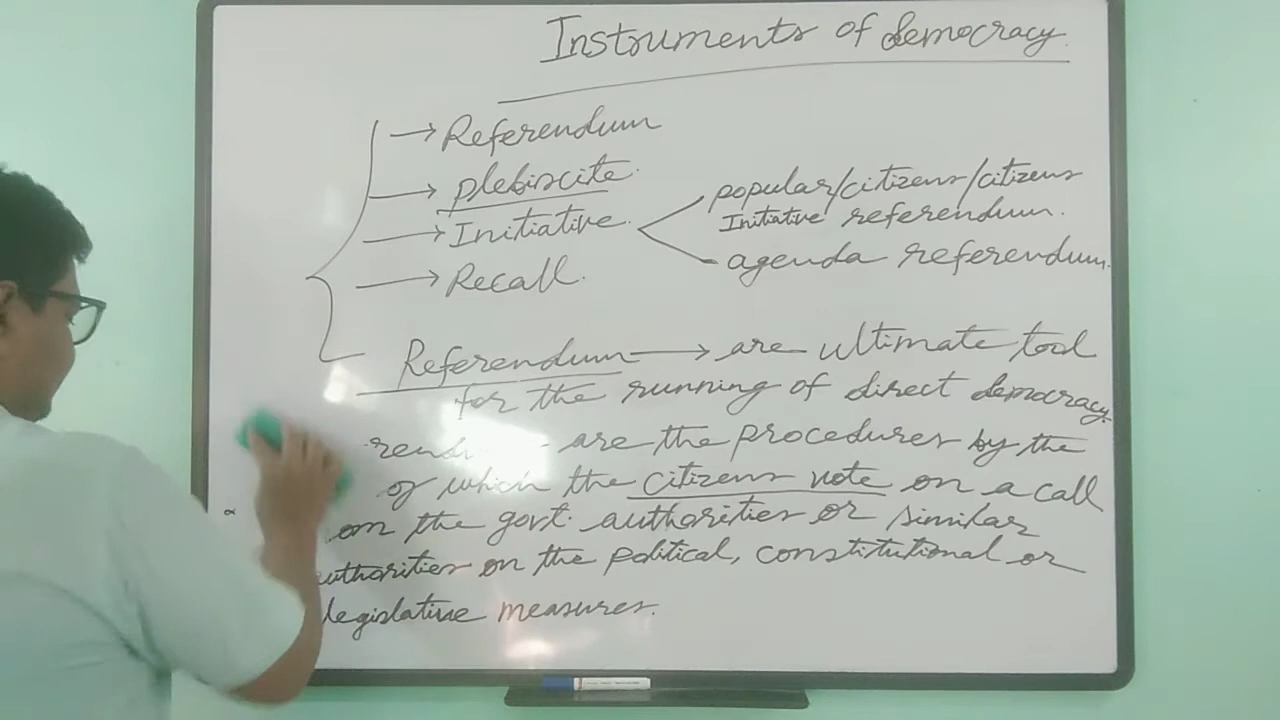 Instruments of democracy.
→ Referendum
→ plebiscite.
→ Initiative.
popular/citizens/citizens
Initiative referendum.
agenda referendum.
→ Recall.
Referendum → are ultimate tool
for the running of direct democracy.
are the procedures by the
of which the citizens vote on a call
on the govt. authorities or similar
authorities on the political, constitutional or
legislative measures.